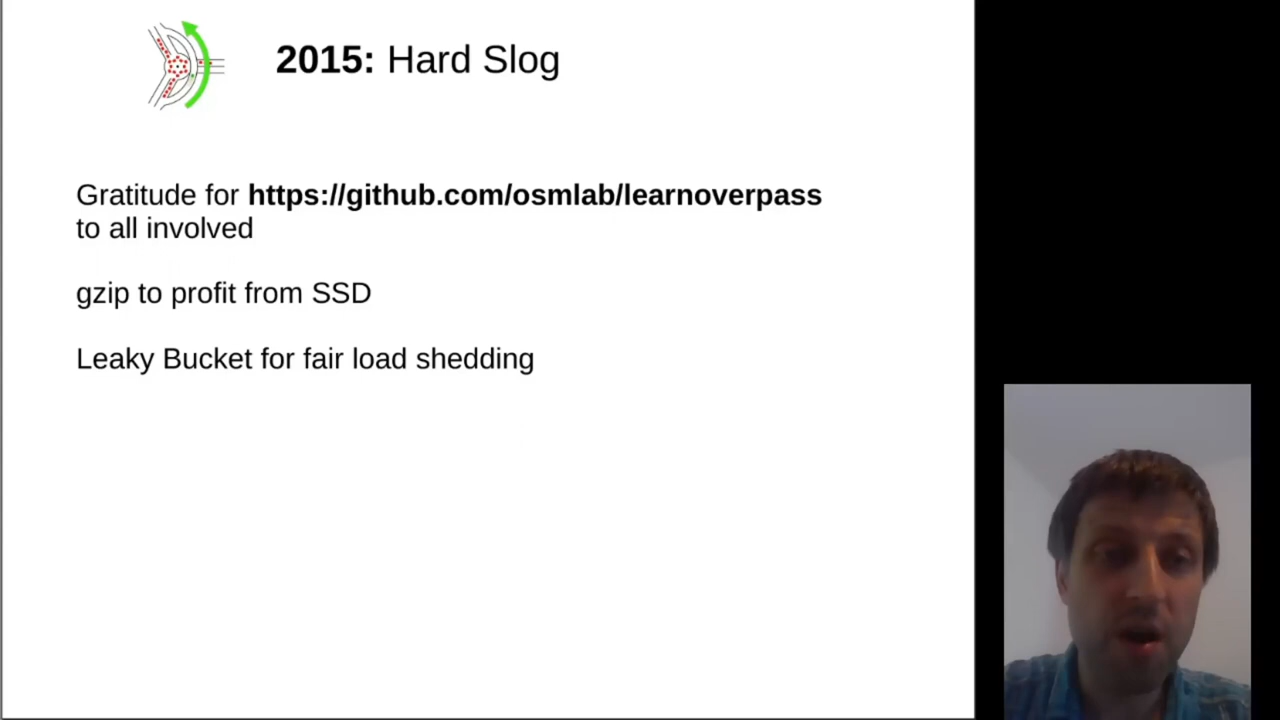 2015: Hard Slog
Gratitude for https://github.com/osmlab/learnoverpass
to all involved
gzip to profit from SSD
Leaky Bucket for fair load shedding